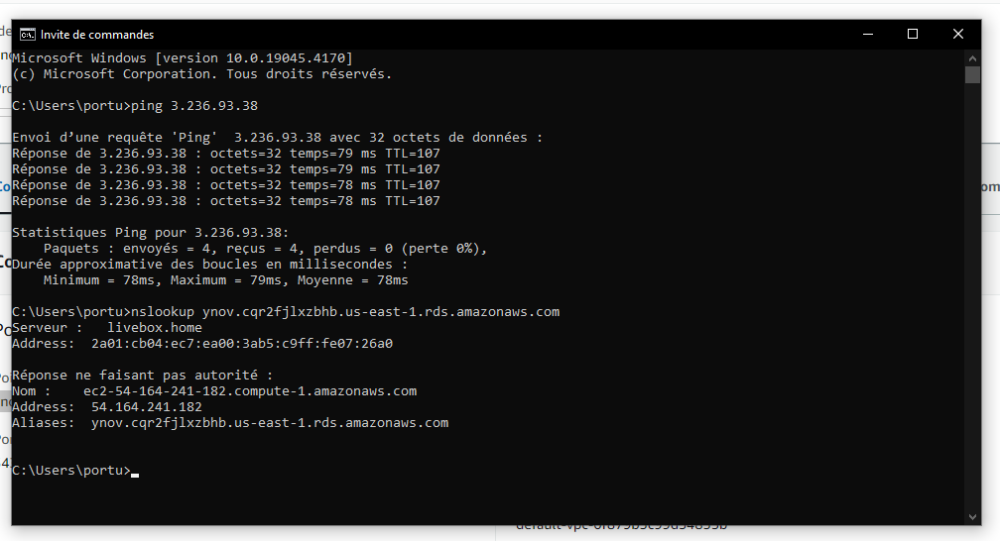 Invite de commandes
Microsoft Windows [version 10.0.19045.4170]
(c) Microsoft Corporation. Tous droits réservés.
C:\Users\portu>ping 3.236.93.38
Envoi d’une requête 'Ping'  3.236.93.38 avec 32 octets de données :
Réponse de 3.236.93.38 : octets=32 temps=79 ms TTL=107
Réponse de 3.236.93.38 : octets=32 temps=79 ms TTL=107
Réponse de 3.236.93.38 : octets=32 temps=78 ms TTL=107
Réponse de 3.236.93.38 : octets=32 temps=78 ms TTL=107
Statistiques Ping pour 3.236.93.38:
    Paquets : envoyés = 4, reçus = 4, perdus = 0 (perte 0%),
Durée approximative des boucles en millisecondes :
    Minimum = 78ms, Maximum = 79ms, Moyenne = 78ms
C:\Users\portu>nslookup ynov.cqr2fjlxzbhb.us-east-1.rds.amazonaws.com
Serveur :   livebox.home
Address:  2a01:cb04:ec7:ea00:3ab5:c9ff:fe07:26a0
Réponse ne faisant pas autorité :
Nom :    ec2-54-164-241-182.compute-1.amazonaws.com
Address:  54.164.241.182
Aliases:  ynov.cqr2fjlxzbhb.us-east-1.rds.amazonaws.com
C:\Users\portu>